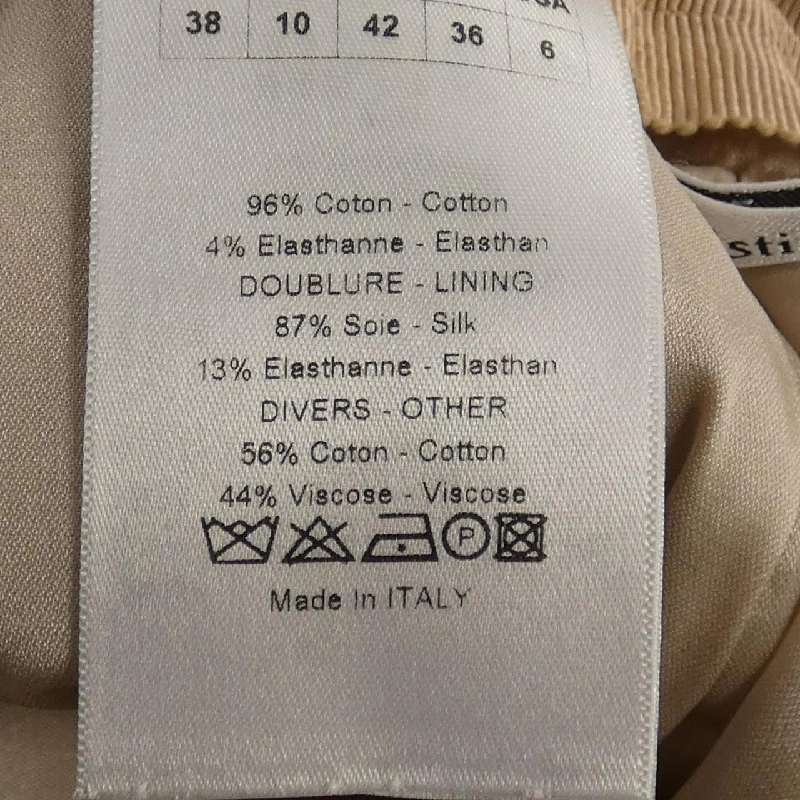 38 10 42 36 6
96% Coton - Cotton
4% Elasthanne - Elasthan
DOUBLURE - LINING
87% Soie - Silk
13% Elasthanne - Elasthan
DIVERS - OTHER
56% Coton - Cotton
44% Viscose - Viscose
P
Made In ITALY
sti